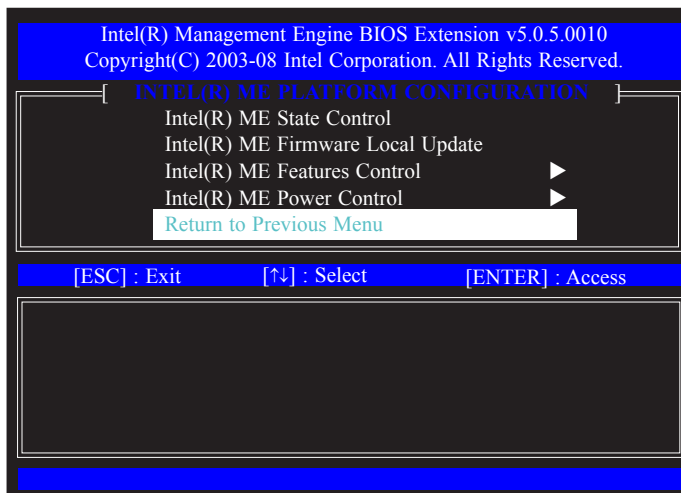 Intel(R) Management Engine BIOS Extension v5.0.5.0010
Copyright(C) 2003-08 Intel Corporation. All Rights Reserved.
[ INTEL(R) ME PLATFORM CONFIGURATION ]
Intel(R) ME State Control
Intel(R) ME Firmware Local Update
Intel(R) ME Features Control ▶
Intel(R) ME Power Control ▶
Return to Previous Menu
[ESC] : Exit [↑↓] : Select [ENTER] : Access